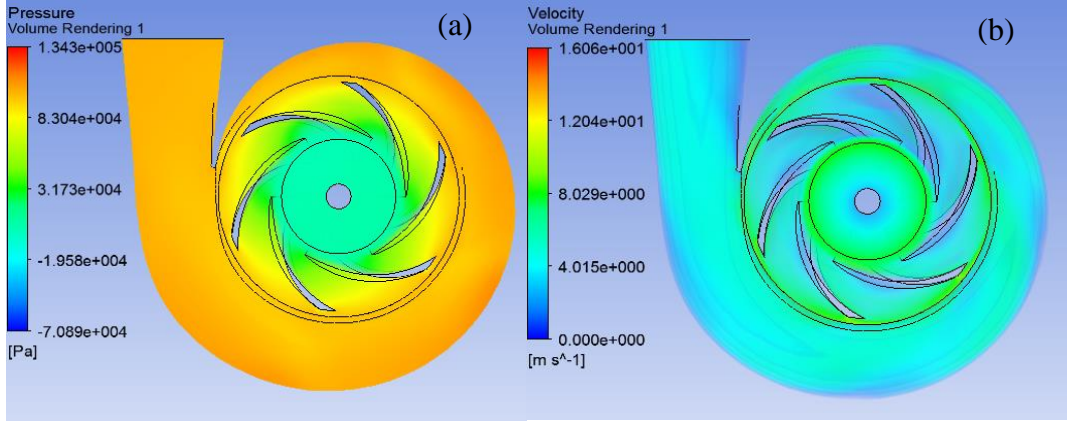 Pressure
Volume Rendering 1
(a)
1.343e+005
8.304e+004
3.173e+004
-1.958e+004
-7.089e+004
[Pa]
Velocity
Volume Rendering 1
(b)
1.606e+001
1.204e+001
8.029e+000
4.015e+000
0.000e+000
[m s^-1]